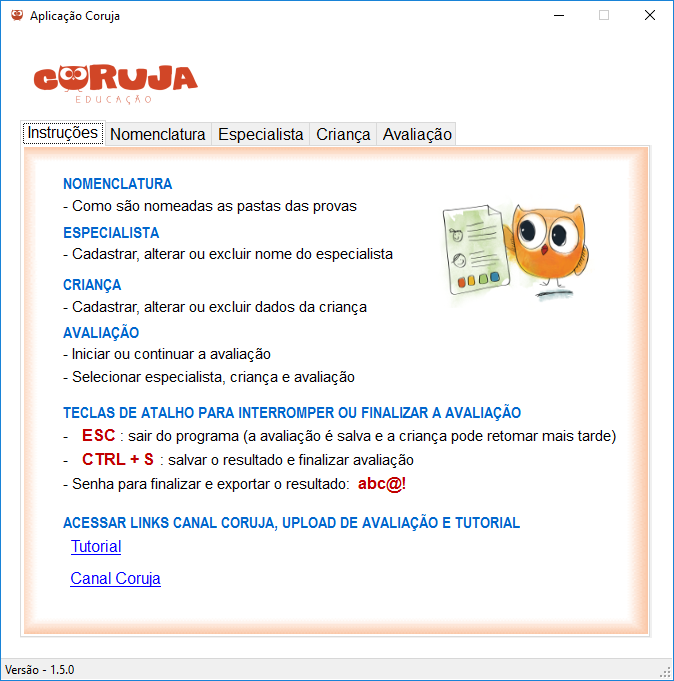 Aplicação Coruja
CORUJA
EDUCAÇÃO
Instruções Nomenclatura Especialista Criança Avaliação
NOMENCLATURA
- Como são nomeadas as pastas das provas
ESPECIALISTA
- Cadastrar, alterar ou excluir nome do especialista
CRIANÇA
- Cadastrar, alterar ou excluir dados da criança
AVALIAÇÃO
- Iniciar ou continuar a avaliação
- Selecionar especialista, criança e avaliação
TECLAS DE ATALHO PARA INTERROMPER OU FINALIZAR A AVALIAÇÃO
- ESC : sair do programa (a avaliação é salva e a criança pode retomar mais tarde)
- CTRL + S : salvar o resultado e finalizar avaliação
- Senha para finalizar e exportar o resultado: abc@!
ACESSAR LINKS CANAL CORUJA, UPLOAD DE AVALIAÇÃO E TUTORIAL
Tutorial
Canal Coruja
Versão - 1.5.0